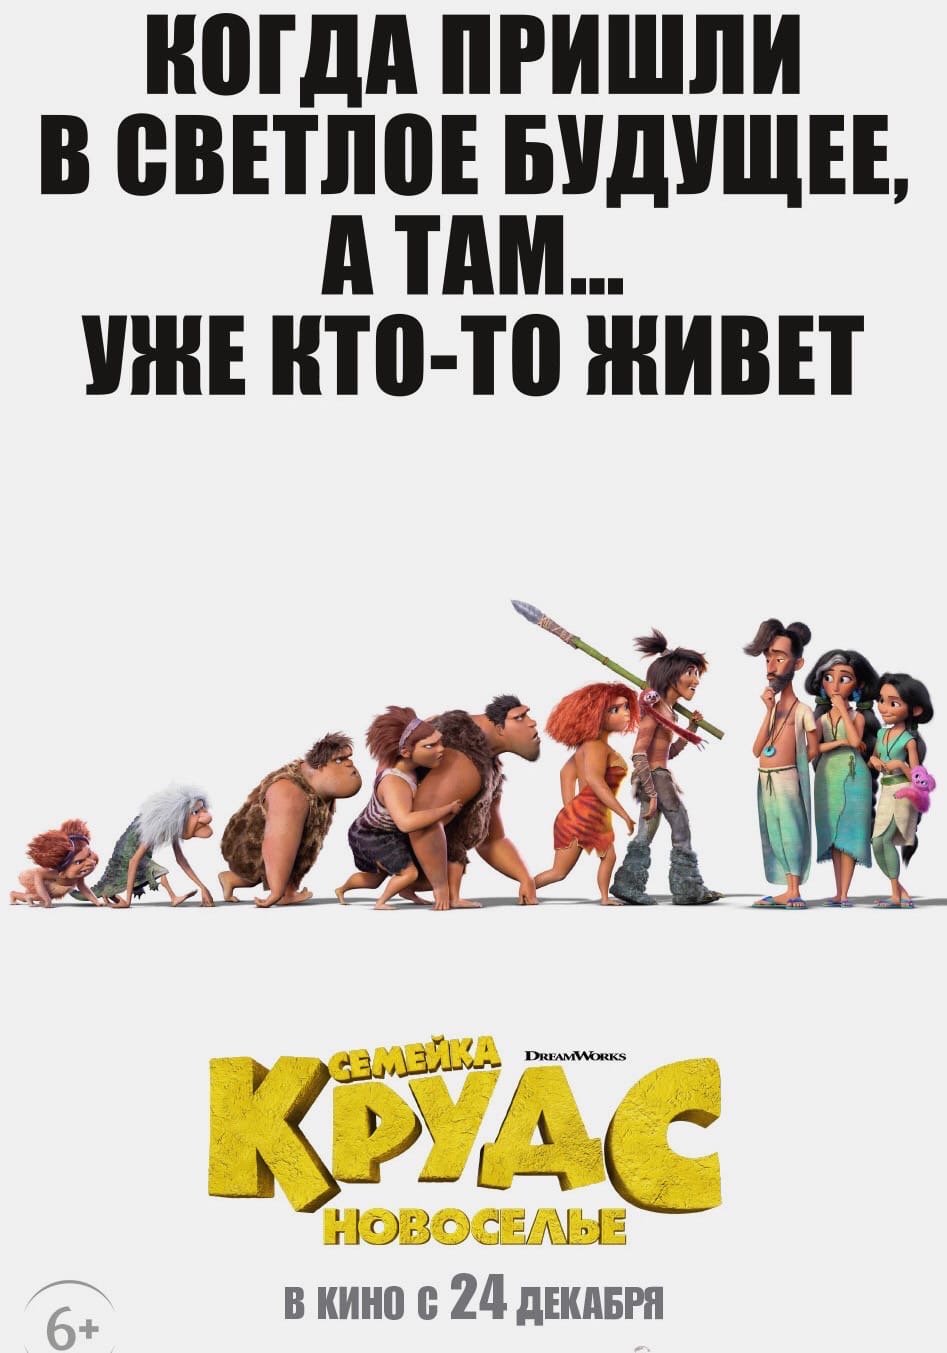 КОГДА ПРИШЛИ
В СВЕТЛОЕ БУДУЩЕЕ,
А ТАМ...
УЖЕ КТО-ТО ЖИВЕТ
СЕМЕЙКА
DREAMWORKS
КРУДС
НОВОСЕЛЬЕ
В КИНО С 24 ДЕКАБРЯ
6+